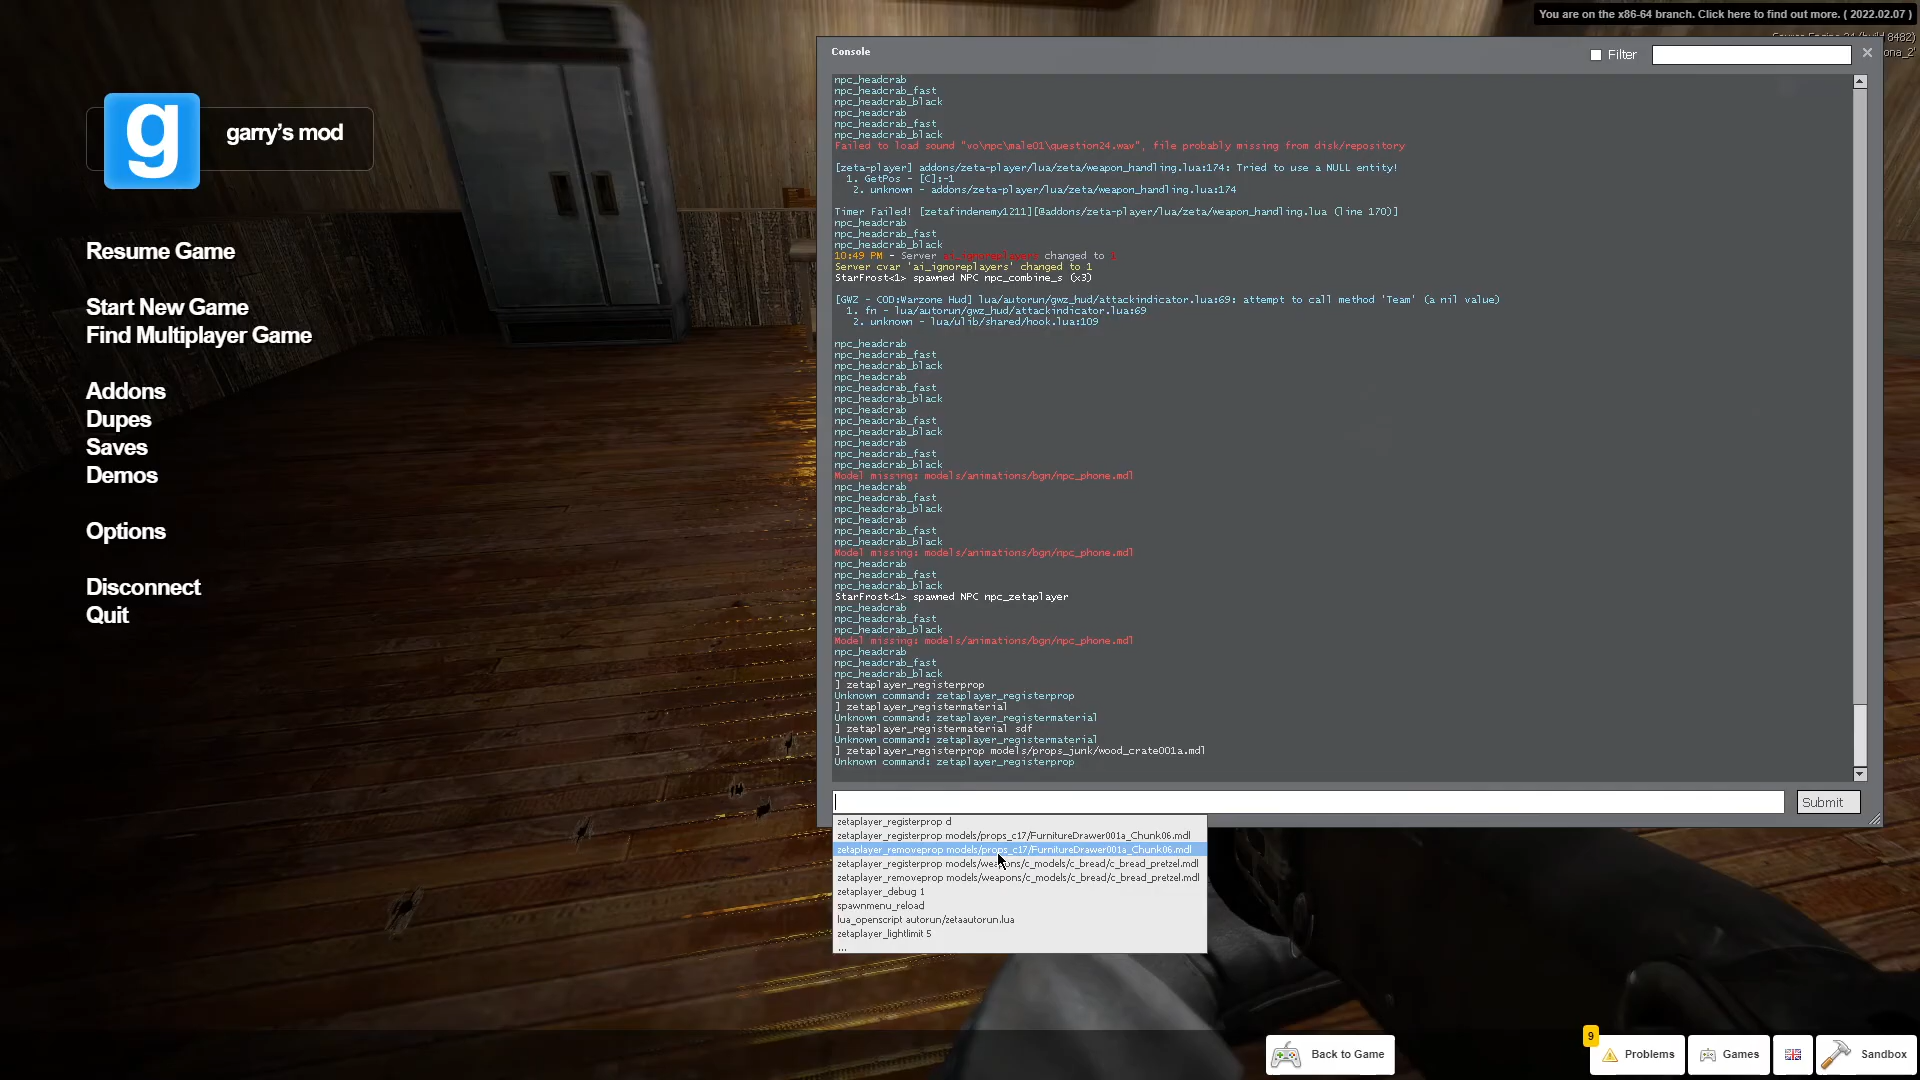 You are on the x86-64 branch. Click here to find out more. ( 2022.02.07 )
8482)
Console
Filter
g
garry's mod
Resume Game
Start New Game
Find Multiplayer Game
Addons
Dupes
Saves
Demos
Options
Disconnect
Quit
npc_headcrab
npc_headcrab_fast
npc_headcrab_black
npc_headcrab
npc_headcrab_fast
npc_headcrab_black
Failed to load sound "vo\npc\male01\question24.wav", file probably missing from disk/repository
[zeta-player] addons/zeta-player/lua/zeta/weapon_handling.lua:174: Tried to use a NULL entity!
1. GetPos - [C]:-1
2. unknown - addons/zeta-player/lua/zeta/weapon_handling.lua:174
Timer Failed! [zetafindenemy1211][@addons/zeta-player/lua/zeta/weapon_handling.lua (line 170)]
npc_headcrab
npc_headcrab_fast
npc_headcrab_black
10:49 PM - Server ai_ignoreplayers changed to 1
Server cvar 'ai_ignoreplayers' changed to 1
StarFrost<1> spawned NPC npc_combine_s (x3)
[GWZ - COD:Warzone Hud] lua/autorun/gwz_hud/attackindicator.lua:69: attempt to call method 'Team' (a nil value)
1. fn - lua/autorun/gwz_hud/attackindicator.lua:69
2. unknown - lua/ulib/shared/hook.lua:109
npc_headcrab
npc_headcrab_fast
npc_headcrab_black
npc_headcrab
npc_headcrab_fast
npc_headcrab_black
npc_headcrab
npc_headcrab_fast
npc_headcrab_black
npc_headcrab
npc_headcrab_fast
npc_headcrab_black
Model missing: models/animations/bgn/npc_phone.mdl
npc_headcrab
npc_headcrab_fast
npc_headcrab_black
npc_headcrab
npc_headcrab_fast
npc_headcrab_black
Model missing: models/animations/bgn/npc_phone.mdl
npc_headcrab
npc_headcrab_fast
npc_headcrab_black
StarFrost<1> spawned NPC npc_zetaplayer
npc_headcrab
npc_headcrab_fast
npc_headcrab_black
Model missing: models/animations/bgn/npc_phone.mdl
npc_headcrab
npc_headcrab_fast
npc_headcrab_black
] zetaplayer_registerprop
Unknown command: zetaplayer_registerprop
] zetaplayer_registermaterial
Unknown command: zetaplayer_registermaterial
] zetaplayer_registermaterial sdf
Unknown command: zetaplayer_registermaterial
] zetaplayer_registerprop models/props_junk/wood_crate001a.mdl
Unknown command: zetaplayer_registerprop
Submit
zetaplayer_registerprop d
zetaplayer_registerprop models/props_c17/FurnitureDrawer001a_Chunk06.mdl
zetaplayer_removeprop models/props_c17/FurnitureDrawer001a_Chunk06.mdl
zetaplayer_registerprop models/weapons/c_models/c_bread/c_bread_pretzel.mdl
zetaplayer_removeprop models/weapons/c_models/c_bread/c_bread_pretzel.mdl
zetaplayer_debug 1
spawnmenu_reload
lua_openscript autorun/zetaautorun.lua
zetaplayer_lightlimit 5
...
Back to Game
9
Problems
Games
Sandbox